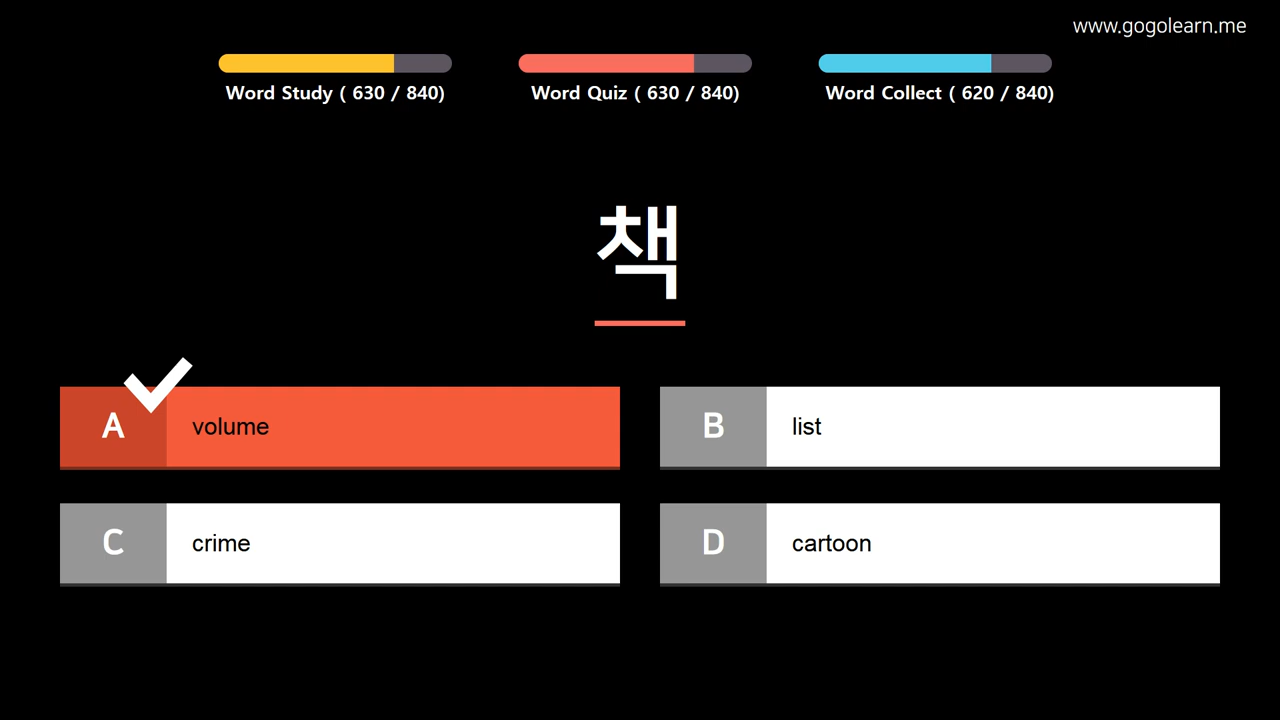 www.gogolearn.me
Word Study ( 630 / 840)
Word Quiz ( 630 / 840)
Word Collect ( 620 / 840)
책
A volume
B list
C crime
D cartoon